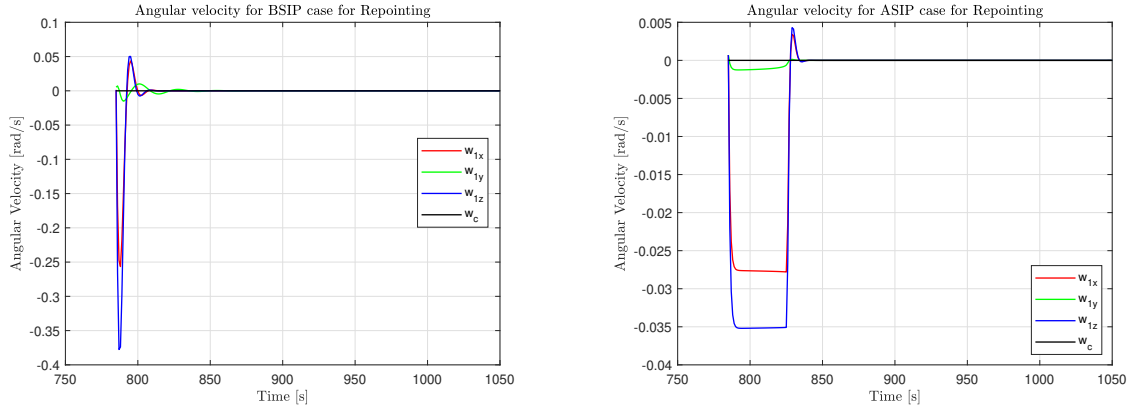 Angular velocity for BSIP case for Repointing
0.1
0.05
0
-0.05
-0.1
-0.15
-0.2
-0.25
-0.3
-0.35
-0.4
750
800
850
900
950
1000
1050
Time [s]
Angular Velocity [rad/s]
w1x
w1y
w1z
wc
Angular velocity for ASIP case for Repointing
0.005
0
-0.005
-0.01
-0.015
-0.02
-0.025
-0.03
-0.035
-0.04
750
800
850
900
950
1000
1050
Time [s]
Angular Velocity [rad/s]
w1x
w1y
w1z
wc